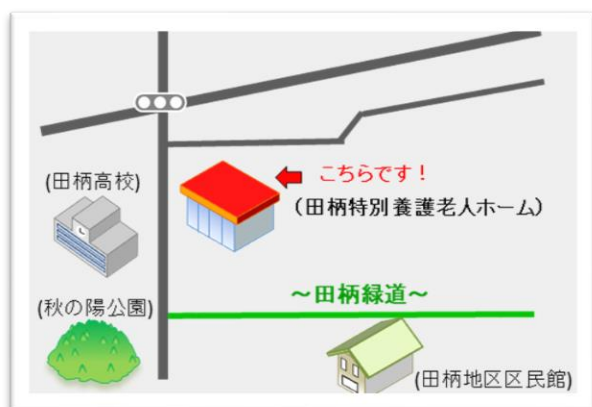 こちらです！
(田柄高校)
（田柄特別養護老人ホーム）
～田柄緑道～
(秋の陽公園)
(田柄地区区民館)